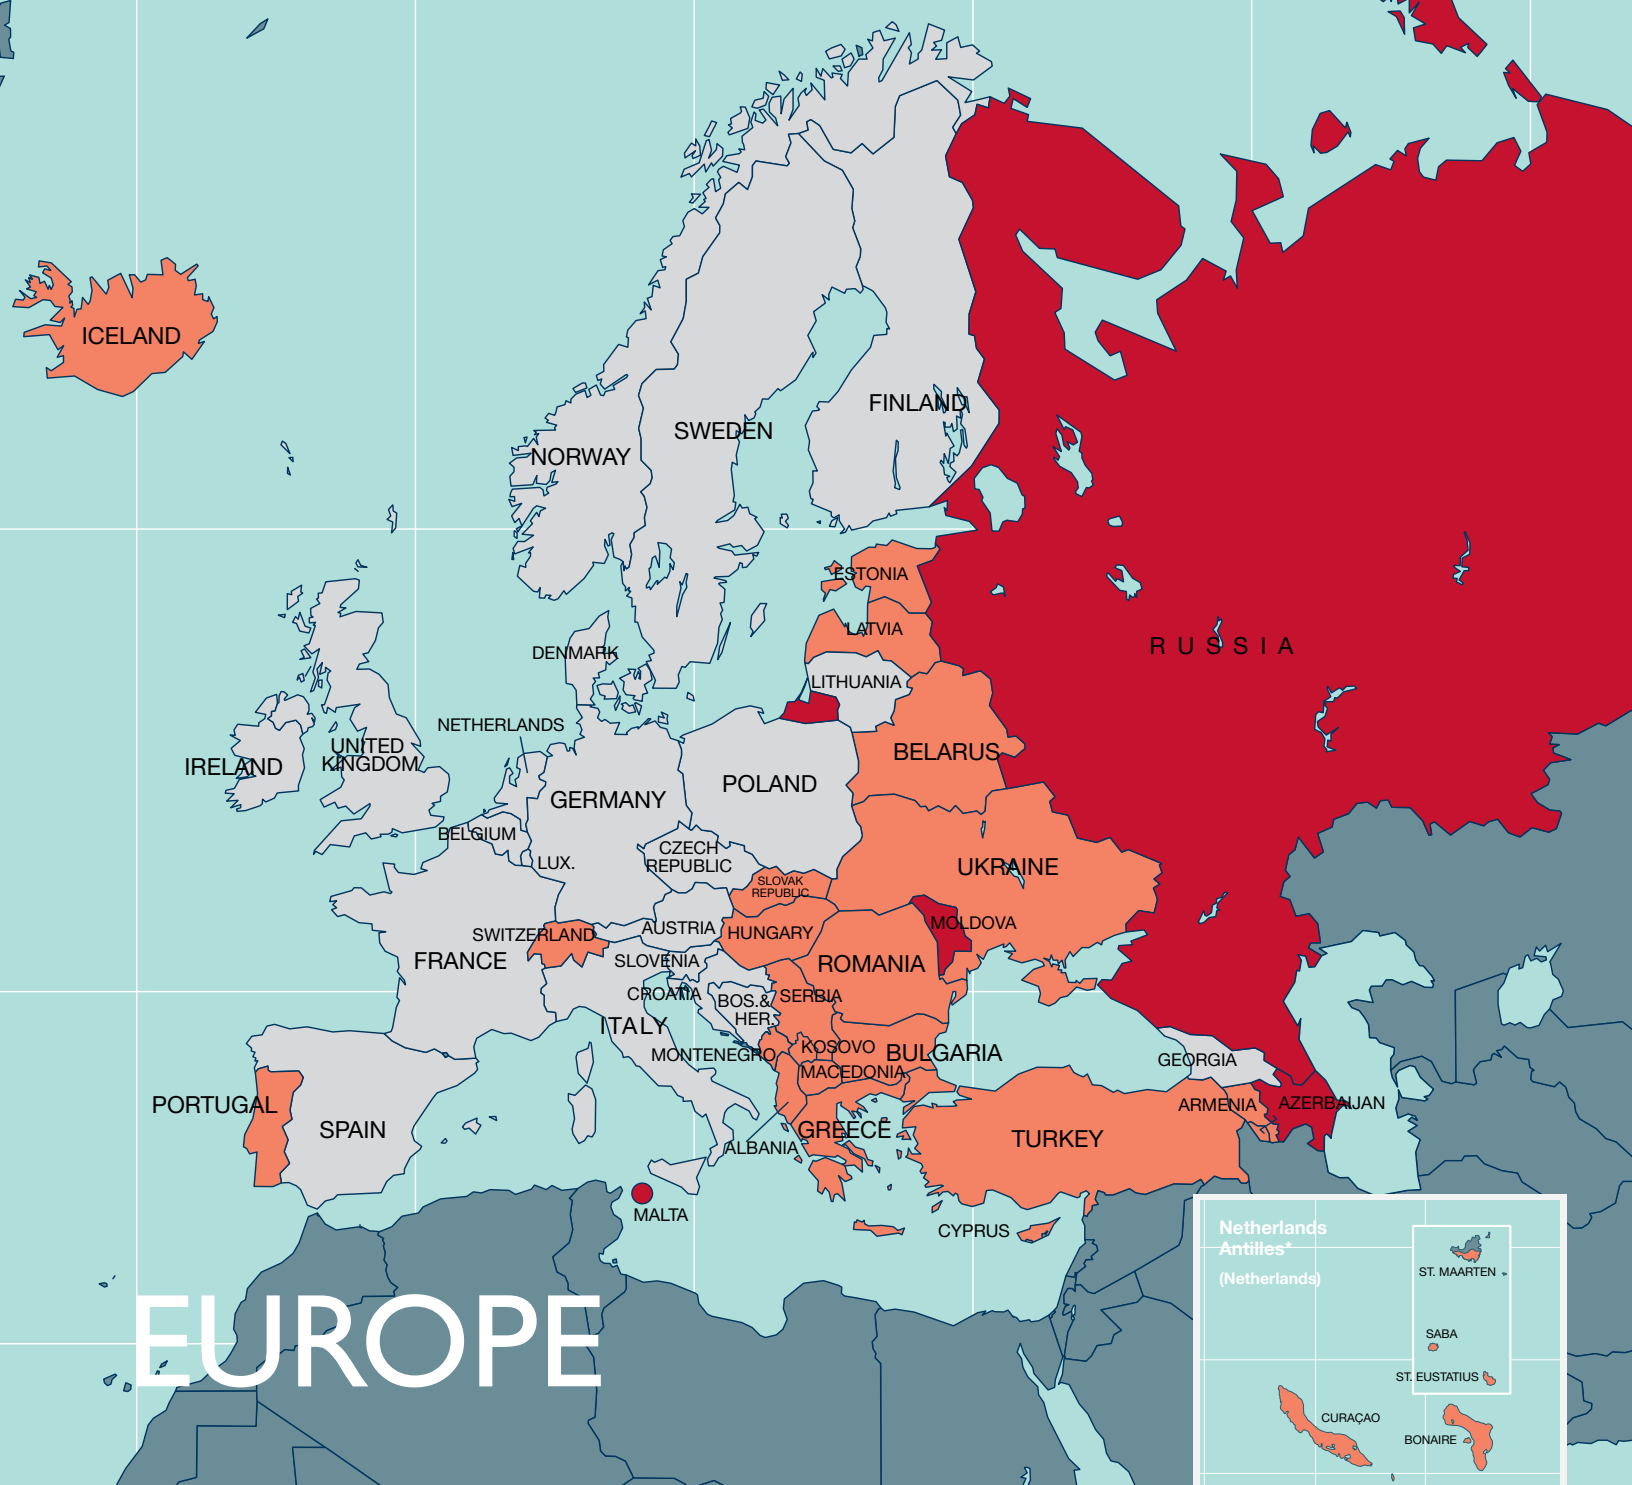 ICELAND
FINLAND
SWEDEN
NORWAY
ESTONIA
LATVIA
RUSSIA
DENMARK
LITHUANIA
NETHERLANDS
UNITED
KINGDOM
IRELAND
BELARUS
POLAND
GERMANY
BELGIUM
LUX.
CZECH
REPUBLIC
UKRAINE
SLOVAK
REPUBLIC
MOLDOVA
AUSTRIA
HUNGARY
SWITZERLAND
FRANCE
SLOVENIA
ROMANIA
CROATIA
BOS.&
HER.
SERBIA
ITALY
MONTENEGRO
KOSOVO
BULGARIA
GEORGIA
MACEDONIA
PORTUGAL
SPAIN
ARMENIA
AZERBAIJAN
GREECE
TURKEY
ALBANIA
MALTA
CYPRUS
EUROPE
Netherlands
Antilles*
(Netherlands)
ST. MAARTEN
SABA
ST. EUSTATIUS
CURAÇAO
BONAIRE